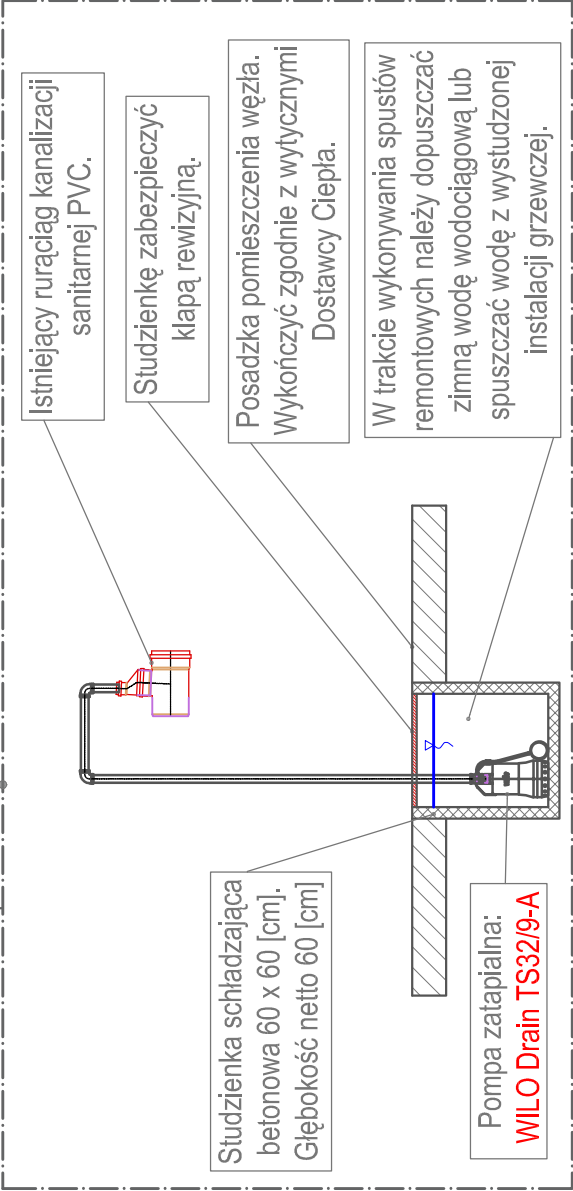 Istniejący rurąciąg kanalizacji
sanitarnej PVC.
Studzienkę zabezpieczyć
klapą rewizyjną.
Posadzka pomieszczenia węzła.
Wykończyć zgodnie z wytycznymi
Dostawcy Ciepła.
W trakcie wykonywania spustów
remontowych należy dopuszczać
zimną wodę wodociągową lub
spuszczać wodę z wystudzonej
instalacji grzewczej.
Studzienka schładzająca
betonowa 60 x 60 [cm].
Głębokość netto 60 [cm]
Pompa zatapialna:
WILO Drain TS32/9-A